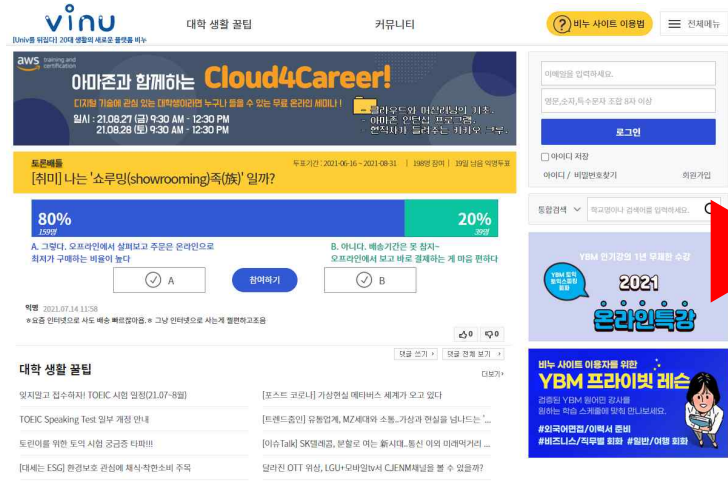 vinu
[Univ를 뒤집다] 20대 생활의 새로운 플랫폼 비누
대학 생활 꿀팁
커뮤니티
비누 사이트 이용법
전체메뉴
aws training and certification
아마존과 함께하는 Cloud4Career!
디지털 기술에 관심 있는 대학생이라면 누구나 들을 수 있는 무료 온라인 세미나 !
일시 : 21.08.27 (금) 9:30 AM - 12:30 PM
21.08.28 (토) 9:30 AM - 12:30 PM
- 클라우드와 머신러닝의 기초.
- 아마존 인턴십 프로그램.
- 현직자가 들려주는 커리어 크루.
이메일을 입력하세요.
영문,숫자,특수문자 조합 8자 이상
로그인
아이디 저장
아이디 / 비밀번호찾기
회원가입
토론배틀
투표기간 : 2021-06-16 ~ 2021-08-31 | 198명 참여 | 19일 남음 익명투표
[취미] 나는 '쇼루밍(showrooming)족(族)' 일까?
80%
159명
20%
39명
A. 그렇다. 오프라인에서 살펴보고 주문은 온라인으로
최저가 구매하는 비율이 높다
B. 아니다. 배송기간은 못 참지~
오프라인에서 보고 바로 결제하는 게 마음 편하다
A
참여하기
B
익명 2021.07.14 11:58
ㅎ요즘 인터넷으로 사도 배송 빠르잖아욤.ㅎ 그냥 인터넷으로 사는게 젤편하고조음
0
0
댓글 쓰기
댓글 전체 보기
통합검색
학교명이나 검색어를 입력하세요.
YBM 인기강의 1년 무제한 수강
YBM 토익
토익스피킹
회화
2021
온라인특강
대학 생활 꿀팁
더보기
잊지말고 접수하자! TOEIC 시험 일정(21.07~8월)
[포스트 코로나] 가상현실 메타버스 세계가 오고 있다
TOEIC Speaking Test 일부 개정 안내
[트렌드줌인] 유통업계, MZ세대와 소통..가상과 현실을 넘나드는 '...
토린이를 위한 토익 시험 궁금증 타파!!!
[이슈Talk] SK텔레콤, 분할로 여는 新시대..통신 이외 미래먹거리 ...
[대세는 ESG] 환경보호 관심에 채식·착한소비 주목
달라진 OTT 위상, LGU+모바일tv서 CJENM채널을 볼 수 있을까?
비누 사이트 이용자를 위한
YBM 프라이빗 레슨
검증된 YBM 원어민 강사를
원하는 학습 스케줄에 맞춰 만나보세요.
#외국어면접/이력서 준비
#비즈니스/직무별 회화 #일반/여행 회화